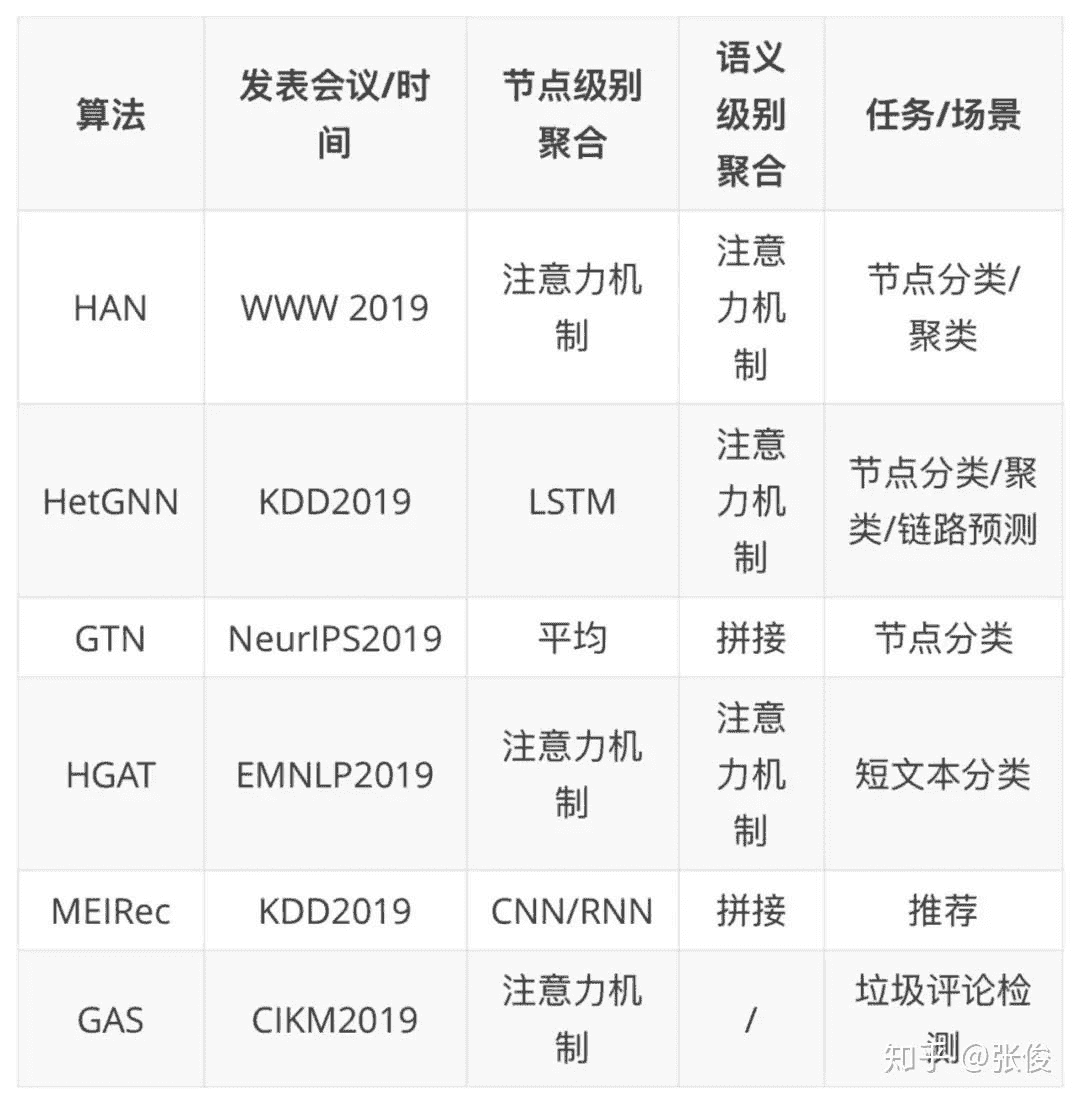 算法
发表会议/时
间
节点级别
聚合
语义
级别
聚合
任务/场景
HAN
WWW 2019
注意力机
制
注意
力机
制
节点分类/
聚类
HetGNN
KDD2019
LSTM
注意
力机
制
节点分类/聚
类/链路预测
GTN
NeurIPS2019
平均
拼接
节点分类
HGAT
EMNLP2019
注意力机
制
注意
力机
制
短文本分类
MEIRec
KDD2019
CNN/RNN
拼接
推荐
GAS
CIKM2019
注意力机
制
/
垃圾评论检
测
知乎 @张俊